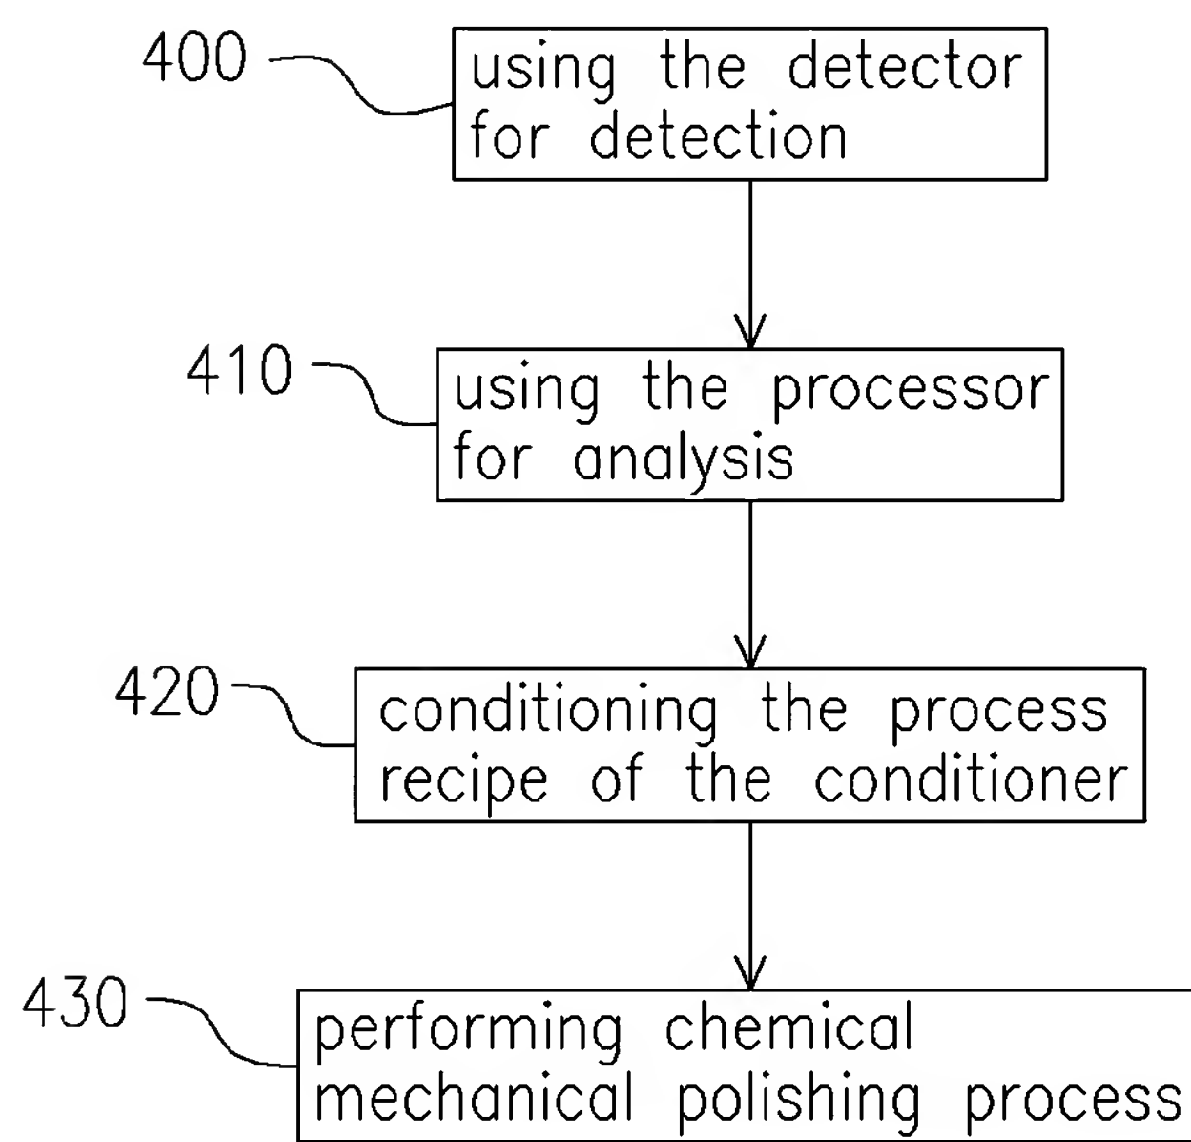 400
using the detector
for detection
410
using the processor
for analysis
420
conditioning the process
recipe of the conditioner
430
performing chemical
mechanical polishing process